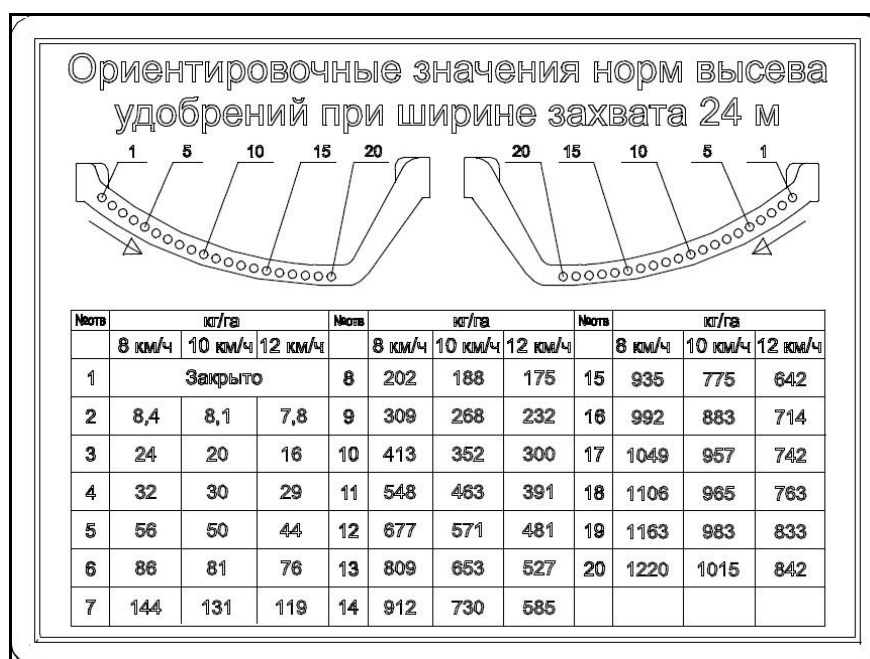 Ориентировочные значения норм высева
удобрений при ширине захвата 24 м
1 5 10 15 20 20 15 10 5 1
№отв кг/га №отв кг/га №отв кг/га
8 км/ч 10 км/ч 12 км/ч 8 км/ч 10 км/ч 12 км/ч 8 км/ч 10 км/ч 12 км/ч
1 Закрыто 8 202 188 175 15 935 775 642
2 8,4 8,1 7,8 9 309 268 232 16 992 883 714
3 24 20 16 10 413 352 300 17 1049 957 742
4 32 30 29 11 548 463 391 18 1106 965 763
5 56 50 44 12 677 571 481 19 1163 983 833
6 86 81 76 13 809 653 527 20 1220 1015 842
7 144 131 119 14 912 730 585